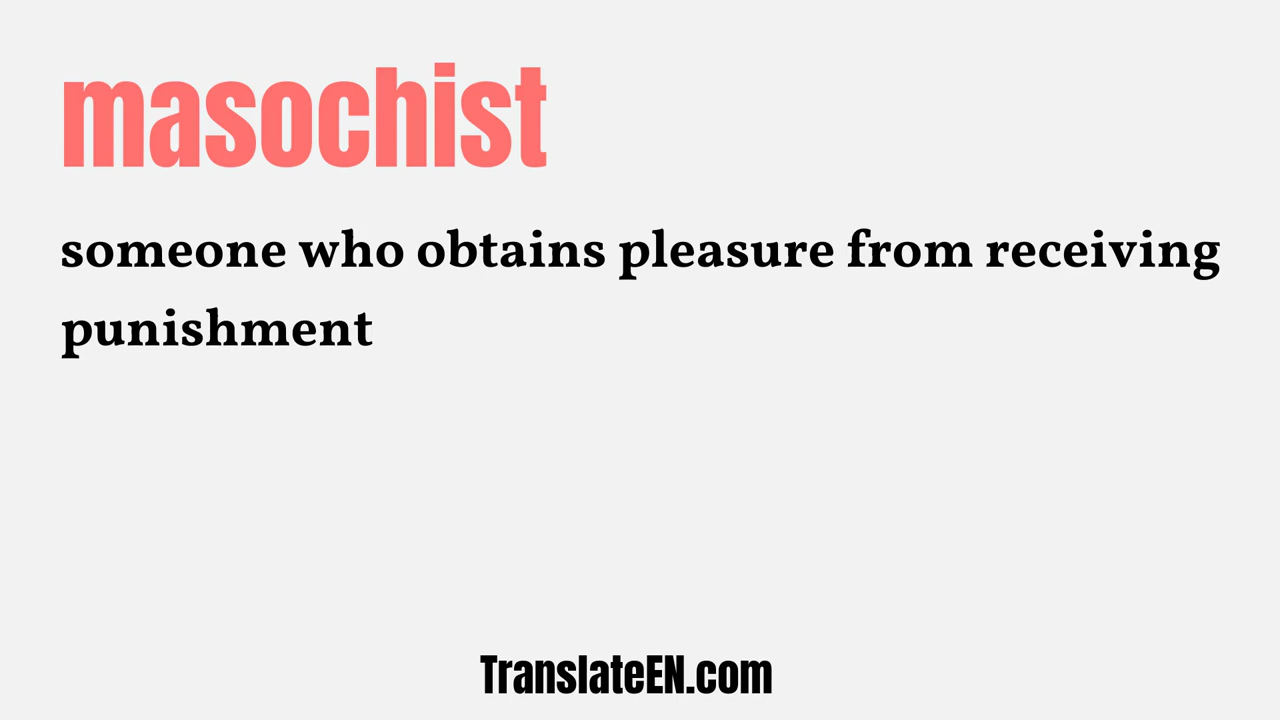 masochist
someone who obtains pleasure from receiving
punishment
TranslateEN.com